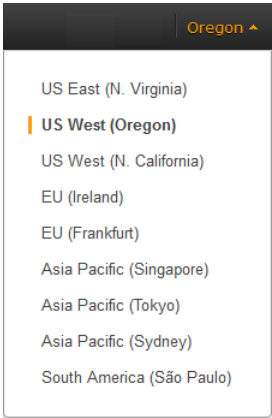 Oregon
US East (N. Virginia)
US West (Oregon)
US West (N. California)
EU (Ireland)
EU (Frankfurt)
Asia Pacific (Singapore)
Asia Pacific (Tokyo)
Asia Pacific (Sydney)
South America (São Paulo)